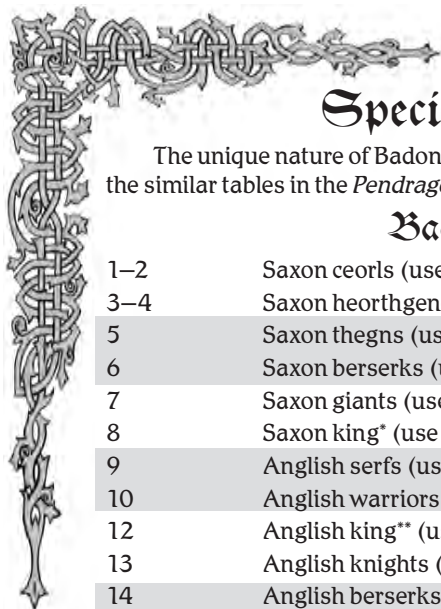 Speci
The unique nature of Badon
the similar tables in the Pendrag
Ba
1–2 Saxon ceorls (use
3–4 Saxon heorthgen
5 Saxon thegns (us
6 Saxon berserks (u
7 Saxon giants (use
8 Saxon king* (use
9 Anglish serfs (us
10 Anglish warriors
12 Anglish king** (u
13 Anglish knights (
14 Anglish berserks